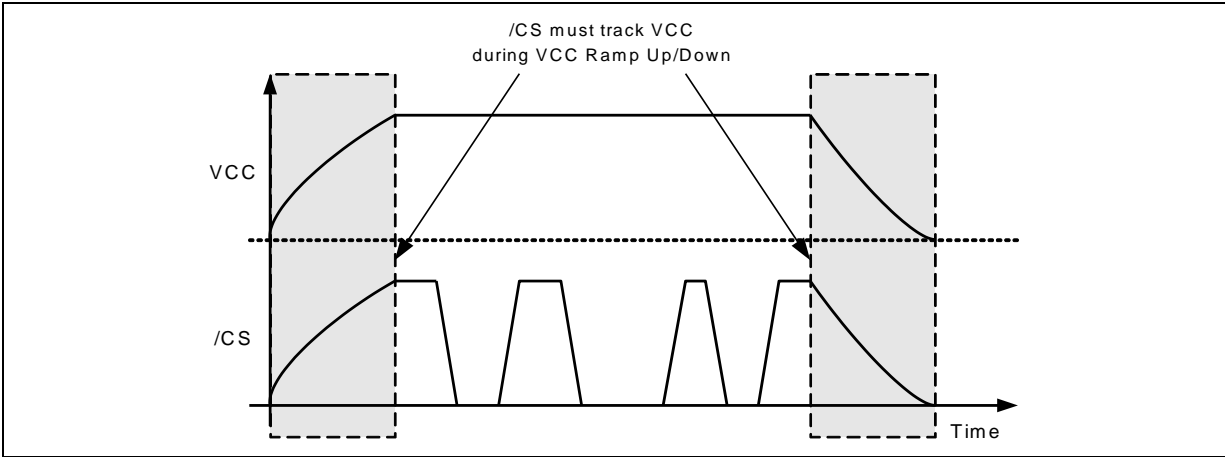 /CS must track VCC
during VCC Ramp Up/Down
VCC
/CS
Time